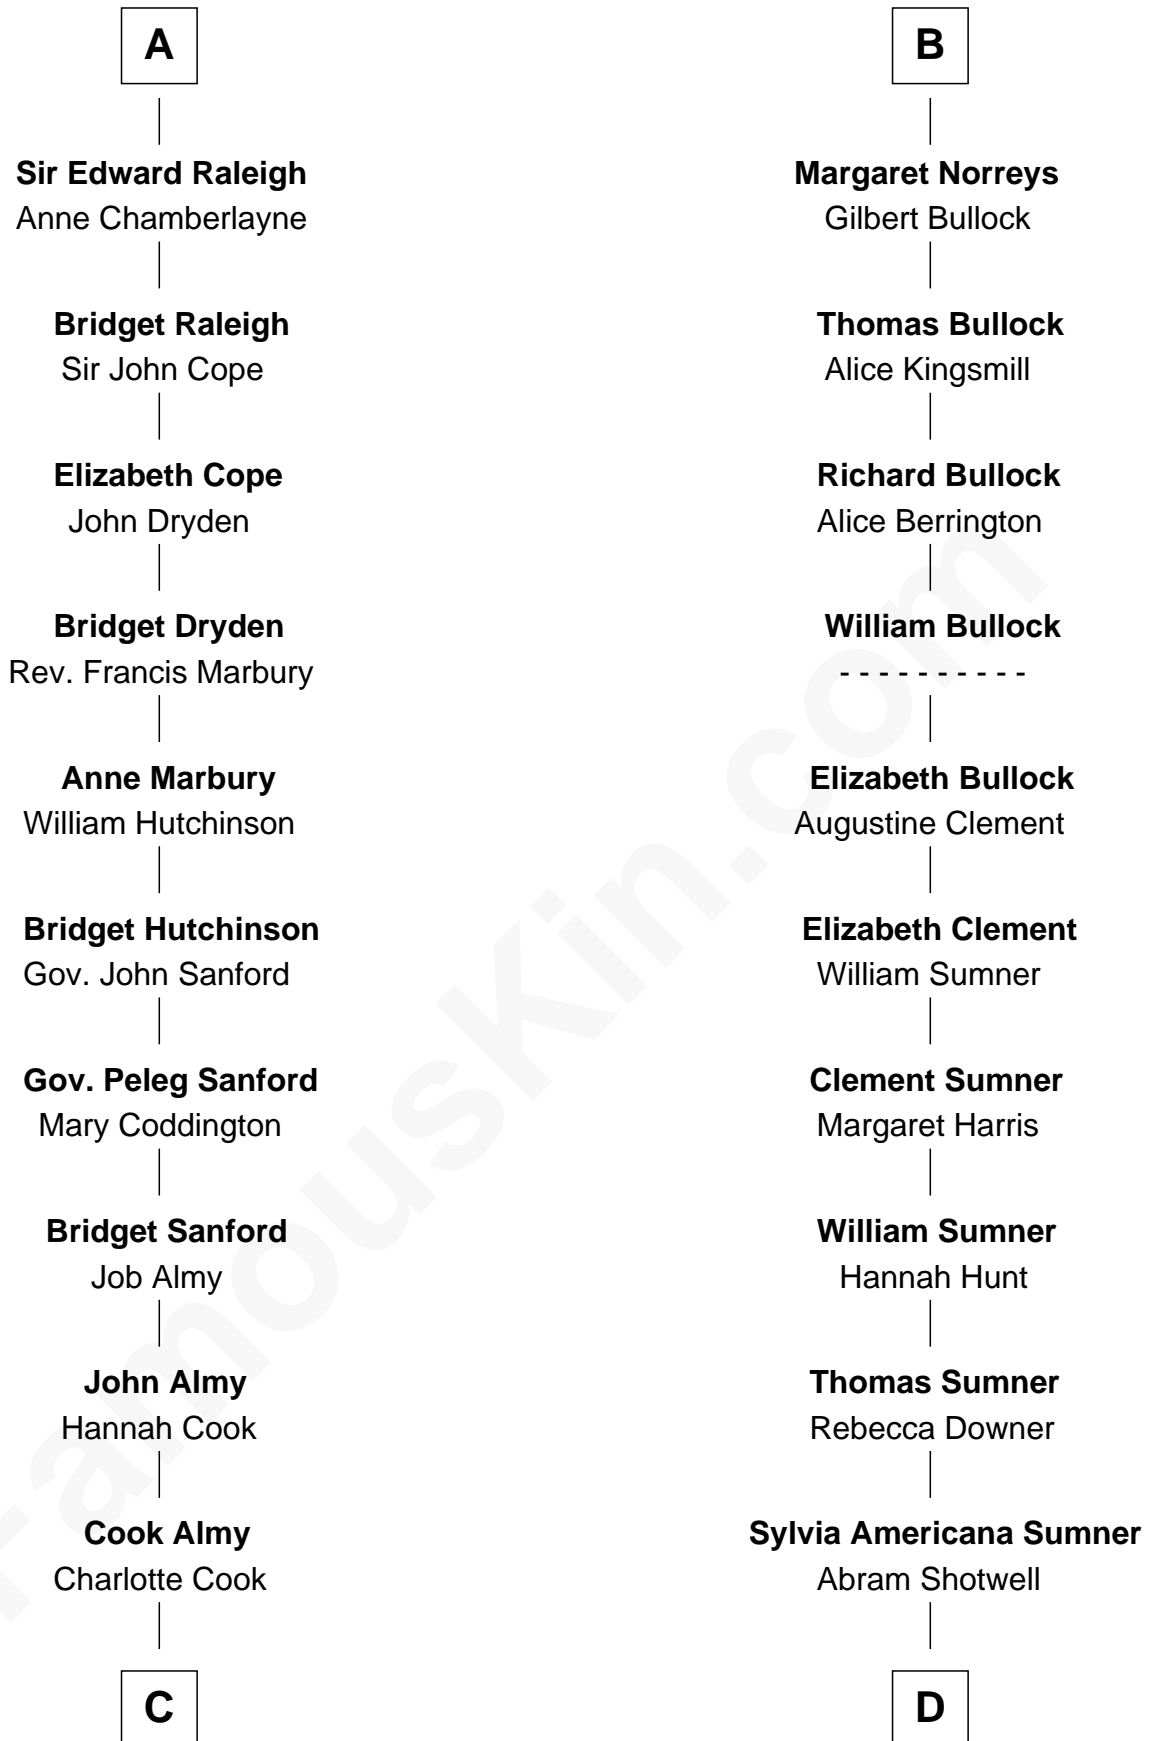 A
Sir Edward Raleigh
Anne Chamberlayne
Bridget Raleigh
Sir John Cope
Elizabeth Cope
John Dryden
Bridget Dryden
Rev. Francis Marbury
Anne Marbury
William Hutchinson
Bridget Hutchinson
Gov. John Sanford
Gov. Peleg Sanford
Mary Coddington
Bridget Sanford
Job Almy
John Almy
Hannah Cook
Cook Almy
Charlotte Cook
C
B
Margaret Norreys
Gilbert Bullock
Thomas Bullock
Alice Kingsmill
Richard Bullock
Alice Berrington
William Bullock
- - - - - - - - - -
Elizabeth Bullock
Augustine Clement
Elizabeth Clement
William Sumner
Clement Sumner
Margaret Harris
William Sumner
Hannah Hunt
Thomas Sumner
Rebecca Downer
Sylvia Americana Sumner
Abram Shotwell
D
FamousKin.com